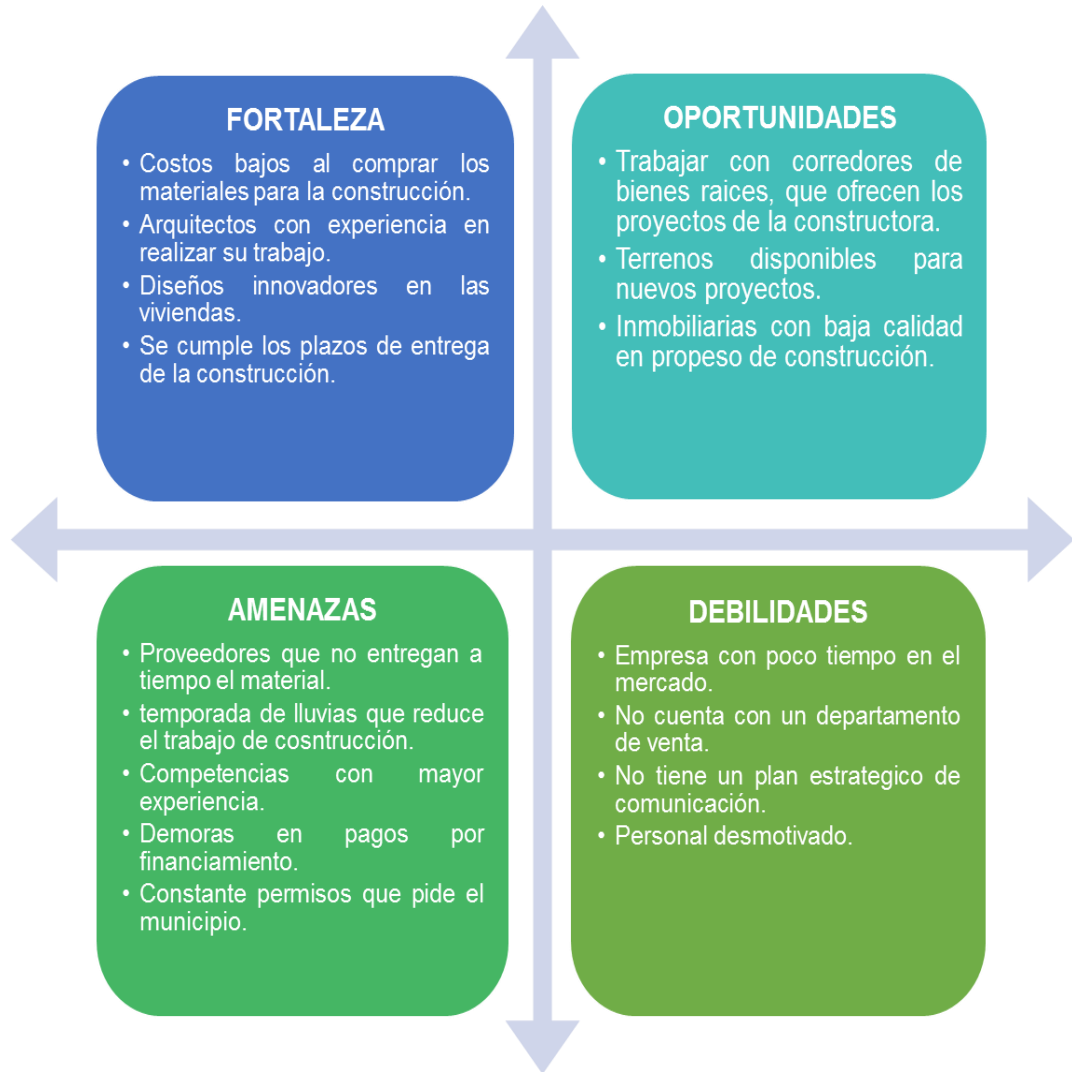 FORTALEZA
• Costos bajos al comprar los
materiales para la construcción.
• Arquitectos con experiencia en
realizar su trabajo.
• Diseños innovadores en las
viviendas.
• Se cumple los plazos de entrega
de la construcción.
OPORTUNIDADES
• Trabajar con corredores de
bienes raices, que ofrecen los
proyectos de la constructora.
• Terrenos disponibles para
nuevos proyectos.
• Inmobiliarias con baja calidad
en propeso de construcción.
AMENAZAS
• Proveedores que no entregan a
tiempo el material.
• temporada de lluvias que reduce
el trabajo de cosntrucción.
• Competencias con mayor
experiencia.
• Demoras en pagos por
financiamiento.
• Constante permisos que pide el
municipio.
DEBILIDADES
• Empresa con poco tiempo en el
mercado.
• No cuenta con un departamento
de venta.
• No tiene un plan estrategico de
comunicación.
• Personal desmotivado.